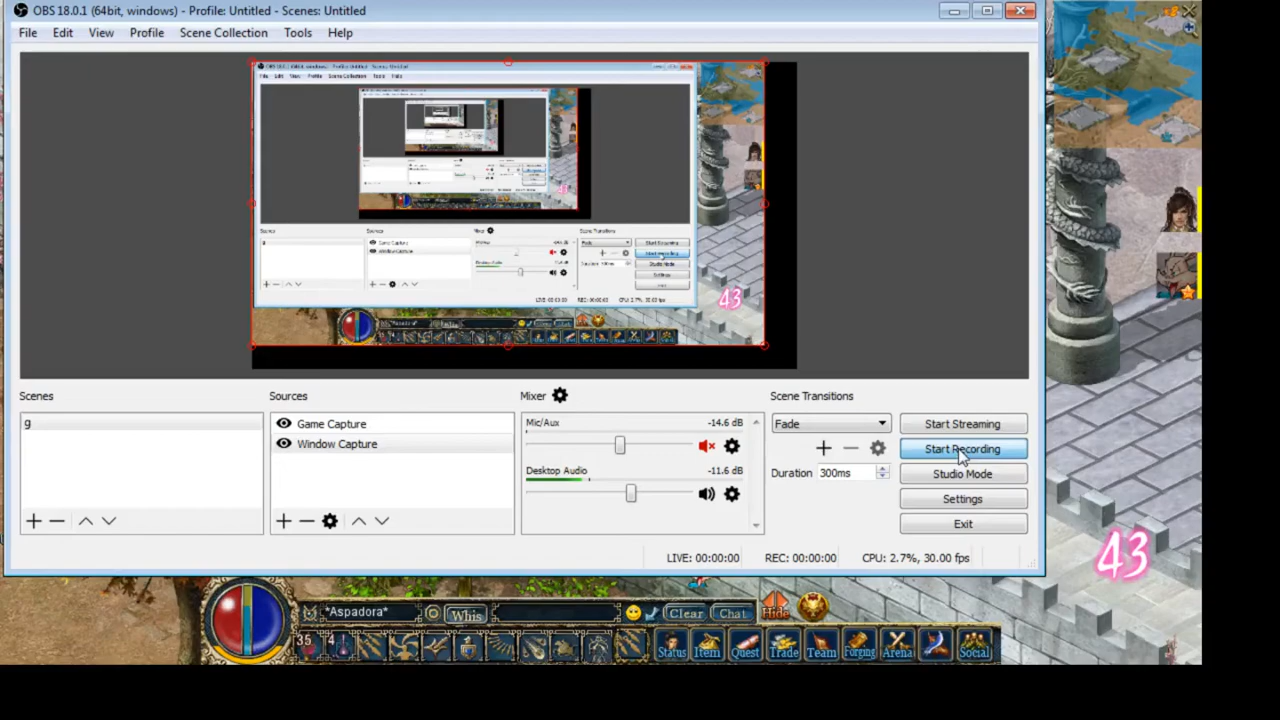 OBS 18.0.1 (64bit, windows) - Profile: Untitled - Scenes: Untitled
File Edit View Profile Scene Collection Tools Help
Scenes
g
Sources
Game Capture
Window Capture
Mixer
Mic/Aux -14.6 dB
Desktop Audio -11.6 dB
Scene Transitions
Fade
Duration 300ms
Start Streaming
Start Recording
Studio Mode
Settings
Exit
LIVE: 00:00:00 REC: 00:00:00 CPU: 2.7%, 30.00 fps
43
43
*Aspadora* Whis Clear Chat Hide
35 4 Status Item Quest Trade Team Forging Arena Social